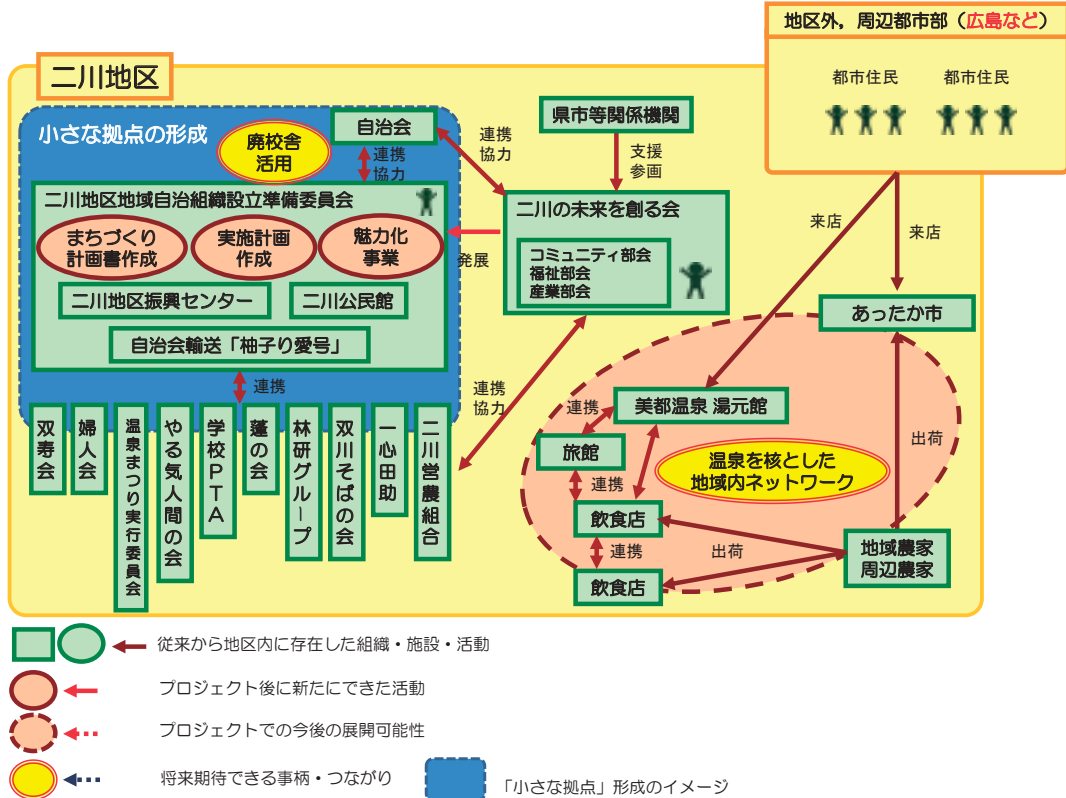 地区外，周辺都市部（広島など）
都市住民
都市住民
二川地区
小さな拠点の形成
廃校舎
活用
自治会
連携
協力
連携
協力
県市等関係機関
支援
参画
二川地区地域自治組織設立準備委員会
まちづくり
計画書作成
実施計画
作成
魅力化
事業
二川地区振興センター
二川公民館
自治会輸送「柚子り愛号」
発展
二川の未来を創る会
コミュニティ部会
福祉部会
産業部会
来店
来店
あったか市
連携
連携
協力
双寿会
婦人会
温泉まつり実行委員会
やる気人間の会
学校ＰＴＡ
蓬の会
林研グループ
双川そばの会
一心田助
二川営農組合
美都温泉 湯元館
連携
旅館
連携
飲食店
連携
飲食店
温泉を核とした
地域内ネットワーク
出荷
出荷
地域農家
周辺農家
従来から地区内に存在した組織・施設・活動
プロジェクト後に新たにできた活動
プロジェクトでの今後の展開可能性
将来期待できる事柄・つながり
「小さな拠点」形成のイメージ